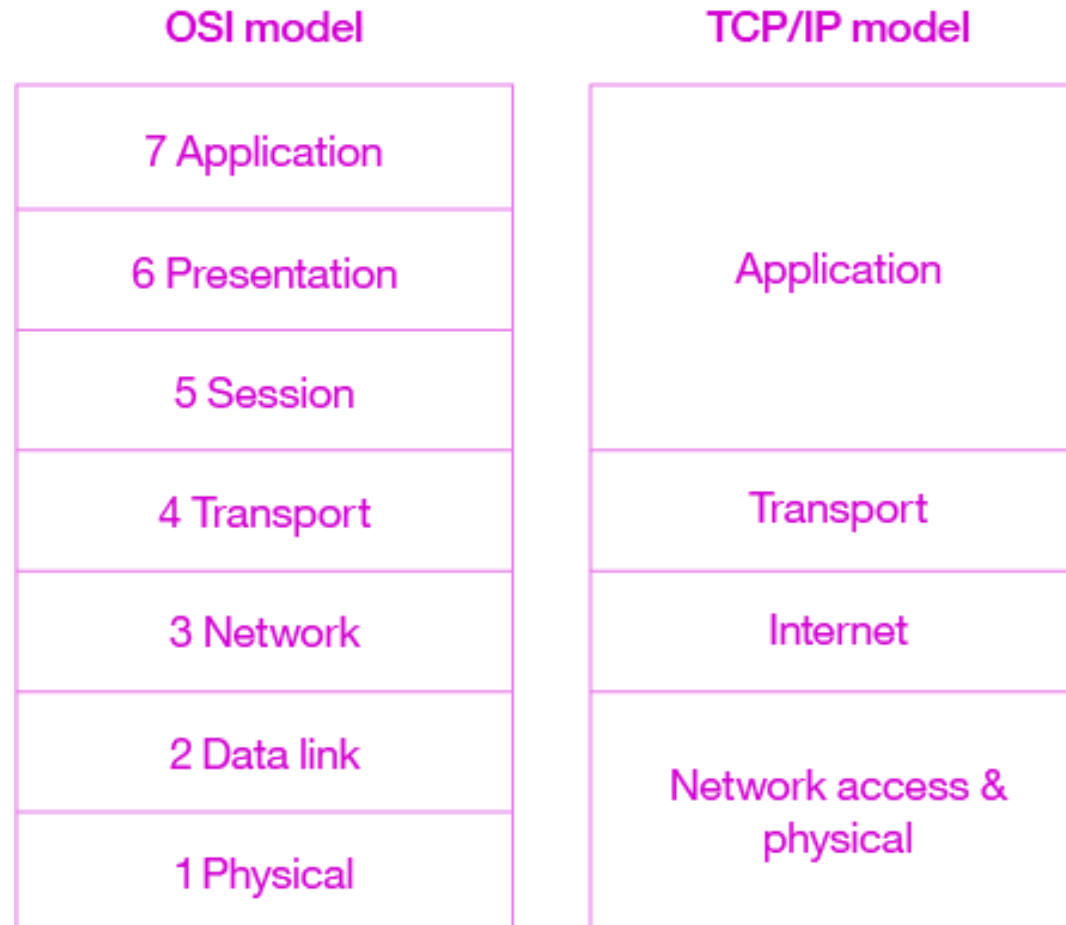 OSI model
7 Application
6 Presentation
5 Session
4 Transport
3 Network
2 Data link
1 Physical
TCP/IP model
Application
Transport
Internet
Network access &
physical